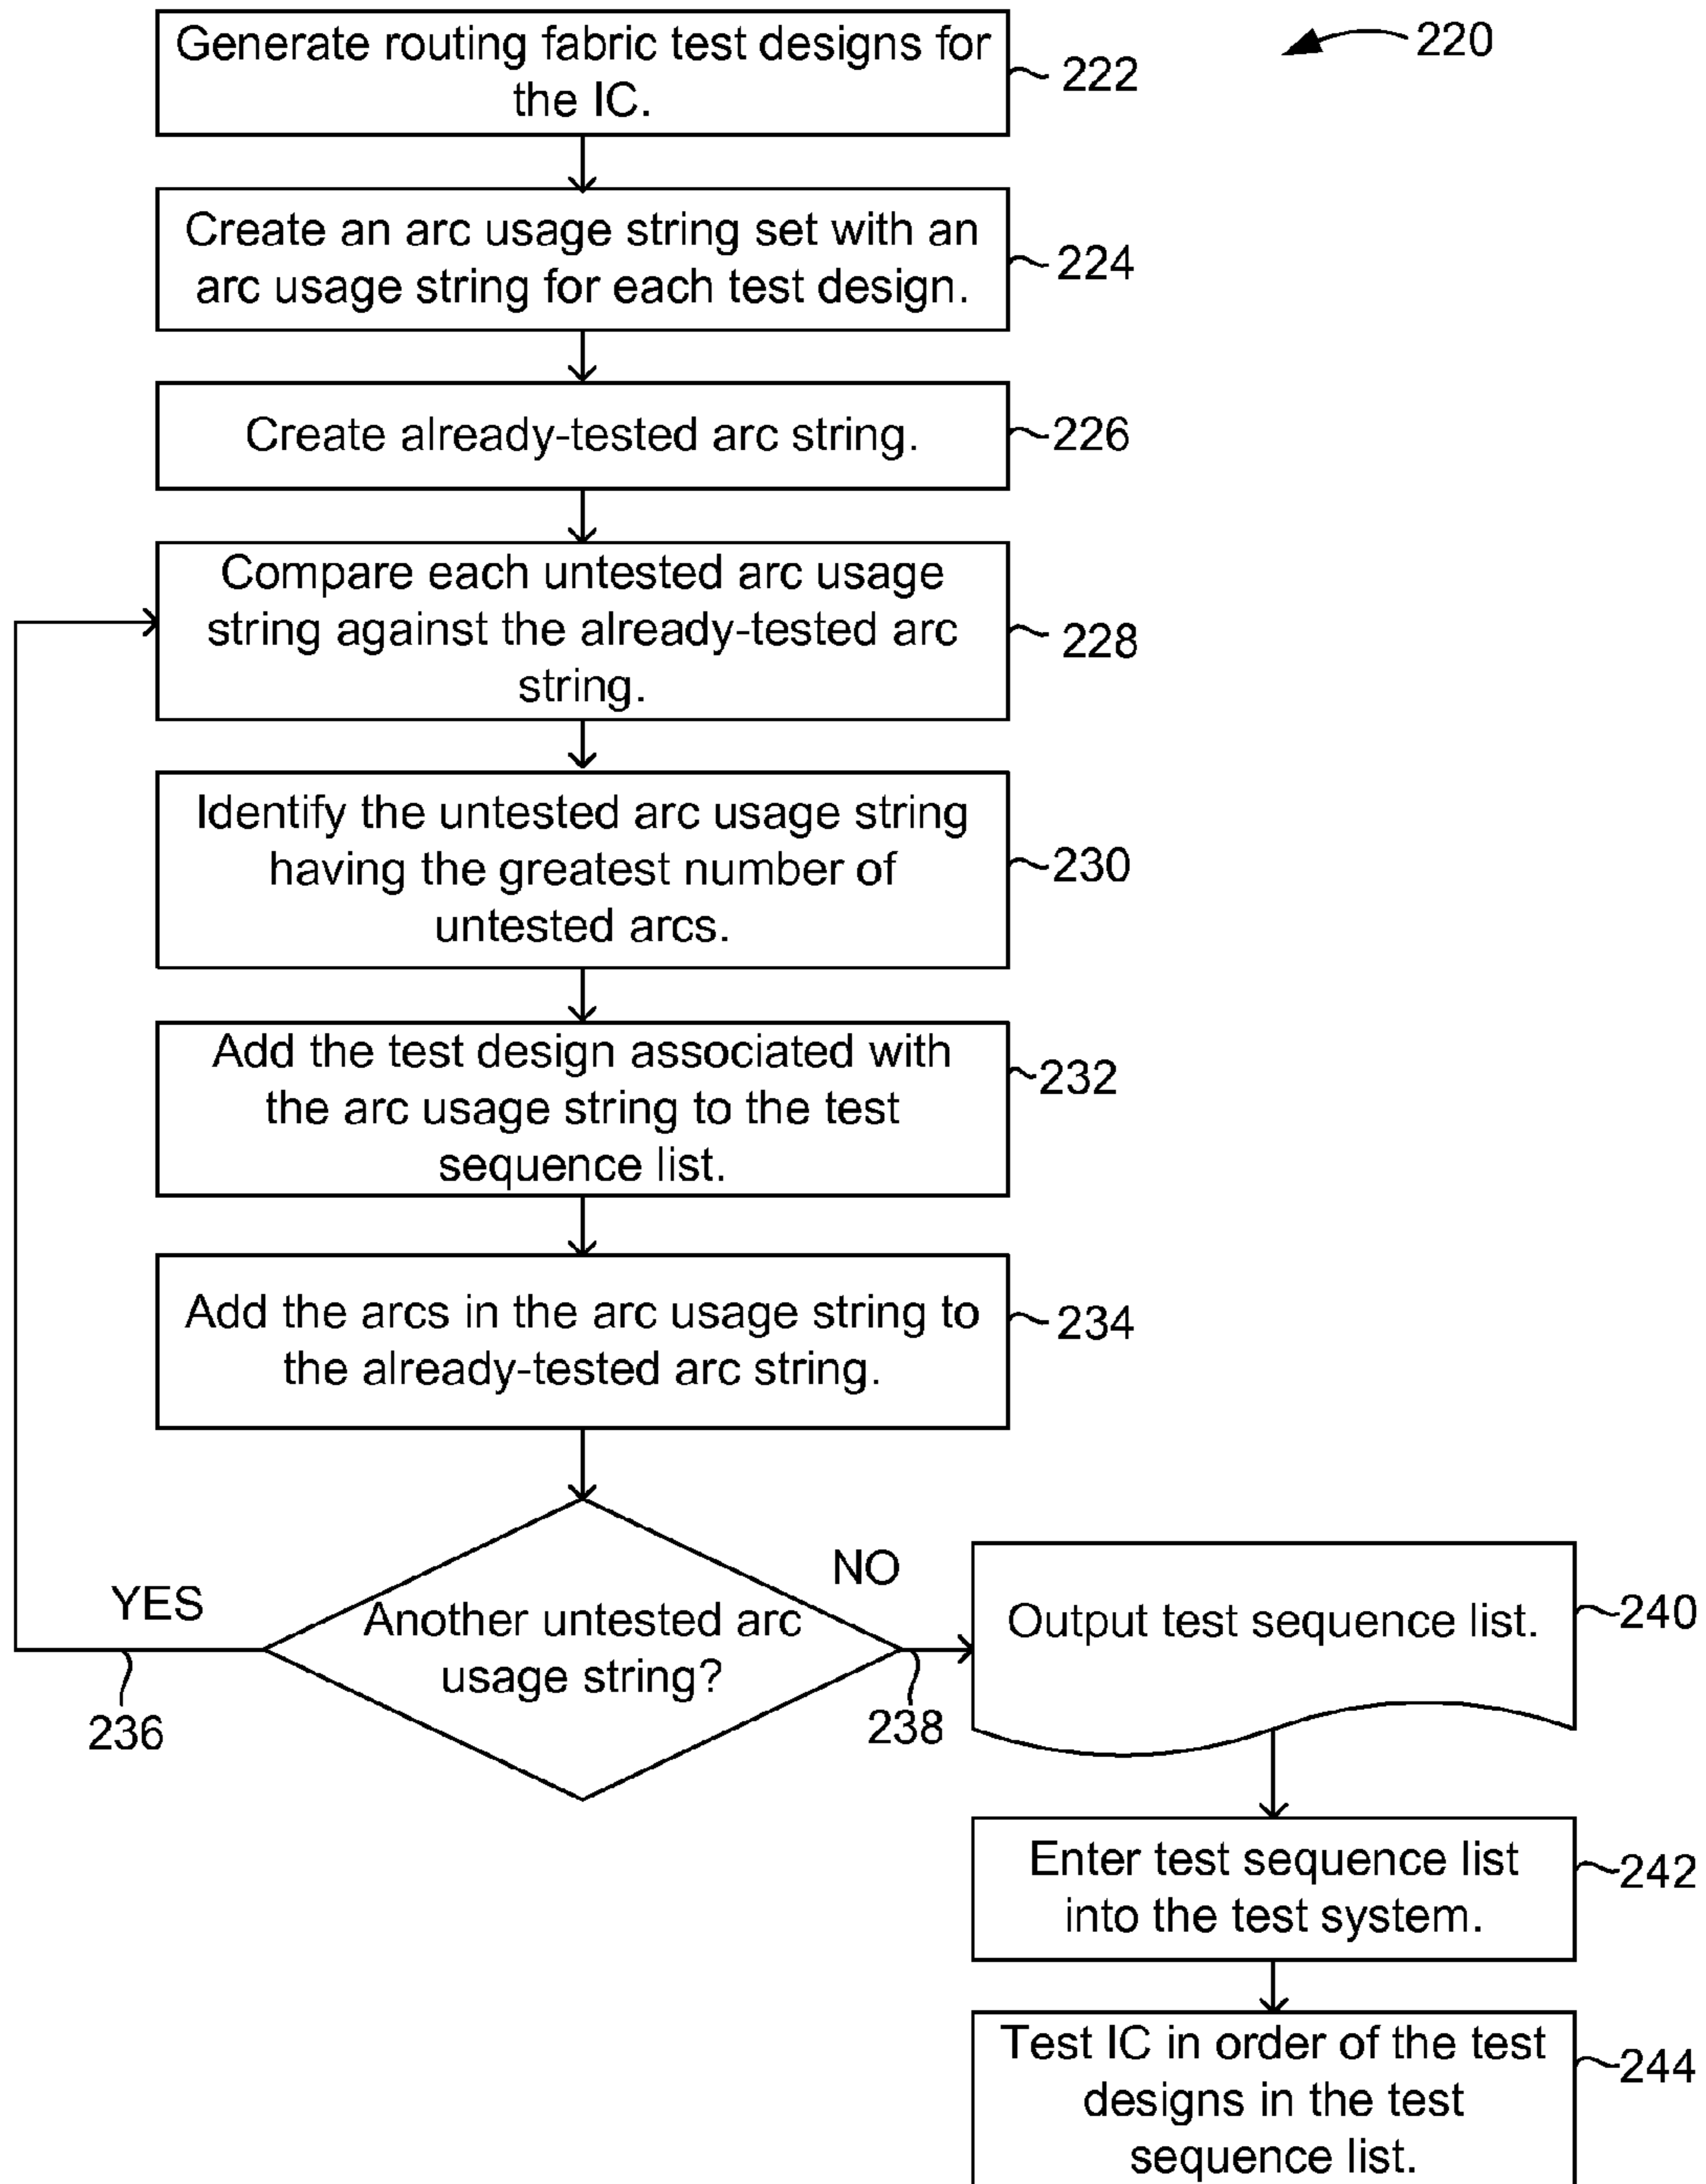 220
Generate routing fabric test designs for
the IC.
222
Create an arc usage string set with an
arc usage string for each test design.
224
Create already-tested arc string.
226
Compare each untested arc usage
string against the already-tested arc
string.
228
Identify the untested arc usage string
having the greatest number of
untested arcs.
230
Add the test design associated with
the arc usage string to the test
sequence list.
232
Add the arcs in the arc usage string to
the already-tested arc string.
234
Another untested arc
usage string?
YES
236
NO
238
Output test sequence list.
240
Enter test sequence list
into the test system.
242
Test IC in order of the test
designs in the test
sequence list.
244